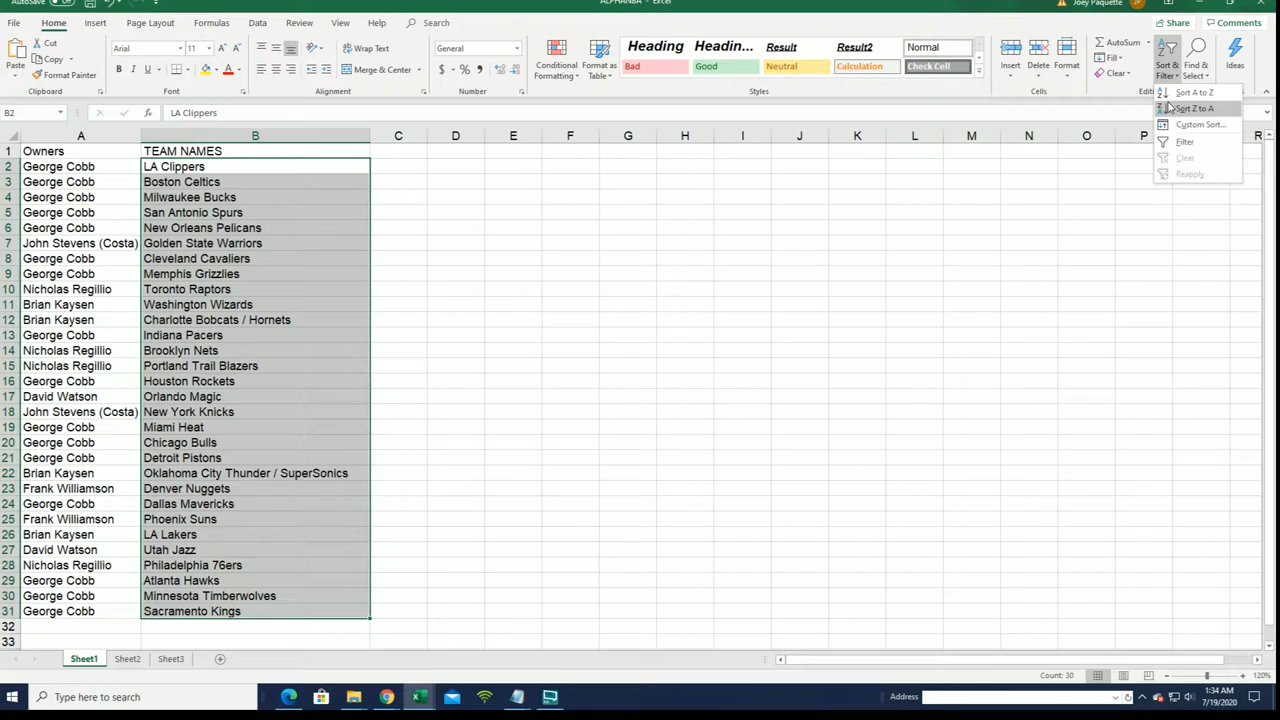 AutoSave Off ALPHANBA - Excel Joey Paquette JP
File Home Insert Page Layout Formulas Data Review View Help Search Share Comments
Paste Cut Copy Format Painter Clipboard
Arial 11 A A B I U A Font
Wrap Text Merge & Center Alignment
General $ % , Number
Conditional Formatting Format as Table
Heading Headin... Result Result2 Normal
Bad Good Neutral Calculation Check Cell
Styles
Insert Delete Format Cells
AutoSum Fill Clear Sort & Filter Find & Select Ideas
Sort A to Z
Sort Z to A
Custom Sort...
Filter
Clear
Reapply
B2 fx LA Clippers
A B C D E F G H I J K L M N O P R
1 Owners TEAM NAMES
2 George Cobb LA Clippers
3 George Cobb Boston Celtics
4 George Cobb Milwaukee Bucks
5 George Cobb San Antonio Spurs
6 George Cobb New Orleans Pelicans
7 John Stevens (Costa) Golden State Warriors
8 George Cobb Cleveland Cavaliers
9 George Cobb Memphis Grizzlies
10 Nicholas Regillio Toronto Raptors
11 Brian Kaysen Washington Wizards
12 Brian Kaysen Charlotte Bobcats / Hornets
13 George Cobb Indiana Pacers
14 Nicholas Regillio Brooklyn Nets
15 Nicholas Regillio Portland Trail Blazers
16 George Cobb Houston Rockets
17 David Watson Orlando Magic
18 John Stevens (Costa) New York Knicks
19 George Cobb Miami Heat
20 George Cobb Chicago Bulls
21 George Cobb Detroit Pistons
22 Brian Kaysen Oklahoma City Thunder / SuperSonics
23 Frank Williamson Denver Nuggets
24 George Cobb Dallas Mavericks
25 Frank Williamson Phoenix Suns
26 Brian Kaysen LA Lakers
27 David Watson Utah Jazz
28 Nicholas Regillio Philadelphia 76ers
29 George Cobb Atlanta Hawks
30 George Cobb Minnesota Timberwolves
31 George Cobb Sacramento Kings
32
33
Sheet1 Sheet2 Sheet3
Count: 30 120%
Type here to search Address 1:34 AM
7/19/2020